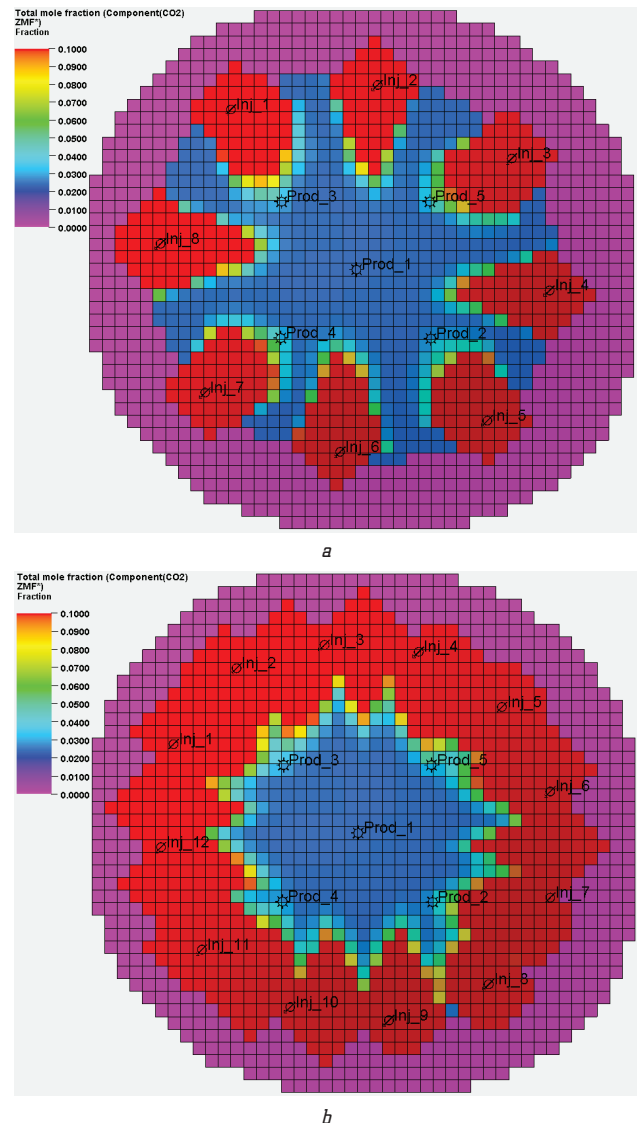 Total mole fraction (Component(CO2)
ZMF*)
Fraction
0.1000
0.0900
0.0800
0.0700
0.0600
0.0500
0.0400
0.0300
0.0200
0.0100
0.0000
Inj_2
Inj_1
Inj_3
Prod_3
Prod_5
Inj_8
Prod_1
Inj_4
Prod_4
Prod_2
Inj_7
Inj_5
Inj_6
a
Total mole fraction (Component(CO2)
ZMF*)
Fraction
0.1000
0.0900
0.0800
0.0700
0.0600
0.0500
0.0400
0.0300
0.0200
0.0100
0.0000
Inj_3
Inj_4
Inj_2
Inj_5
Inj_1
Prod_3
Prod_5
Inj_6
Prod_1
Inj_12
Inj_7
Prod_4
Prod_2
Inj_11
Inj_8
Inj_10
Inj_9
b